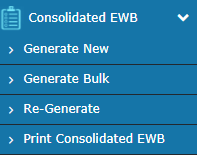 Consolidated EWB
Generate New
Generate Bulk
Re-Generate
Print Consolidated EWB